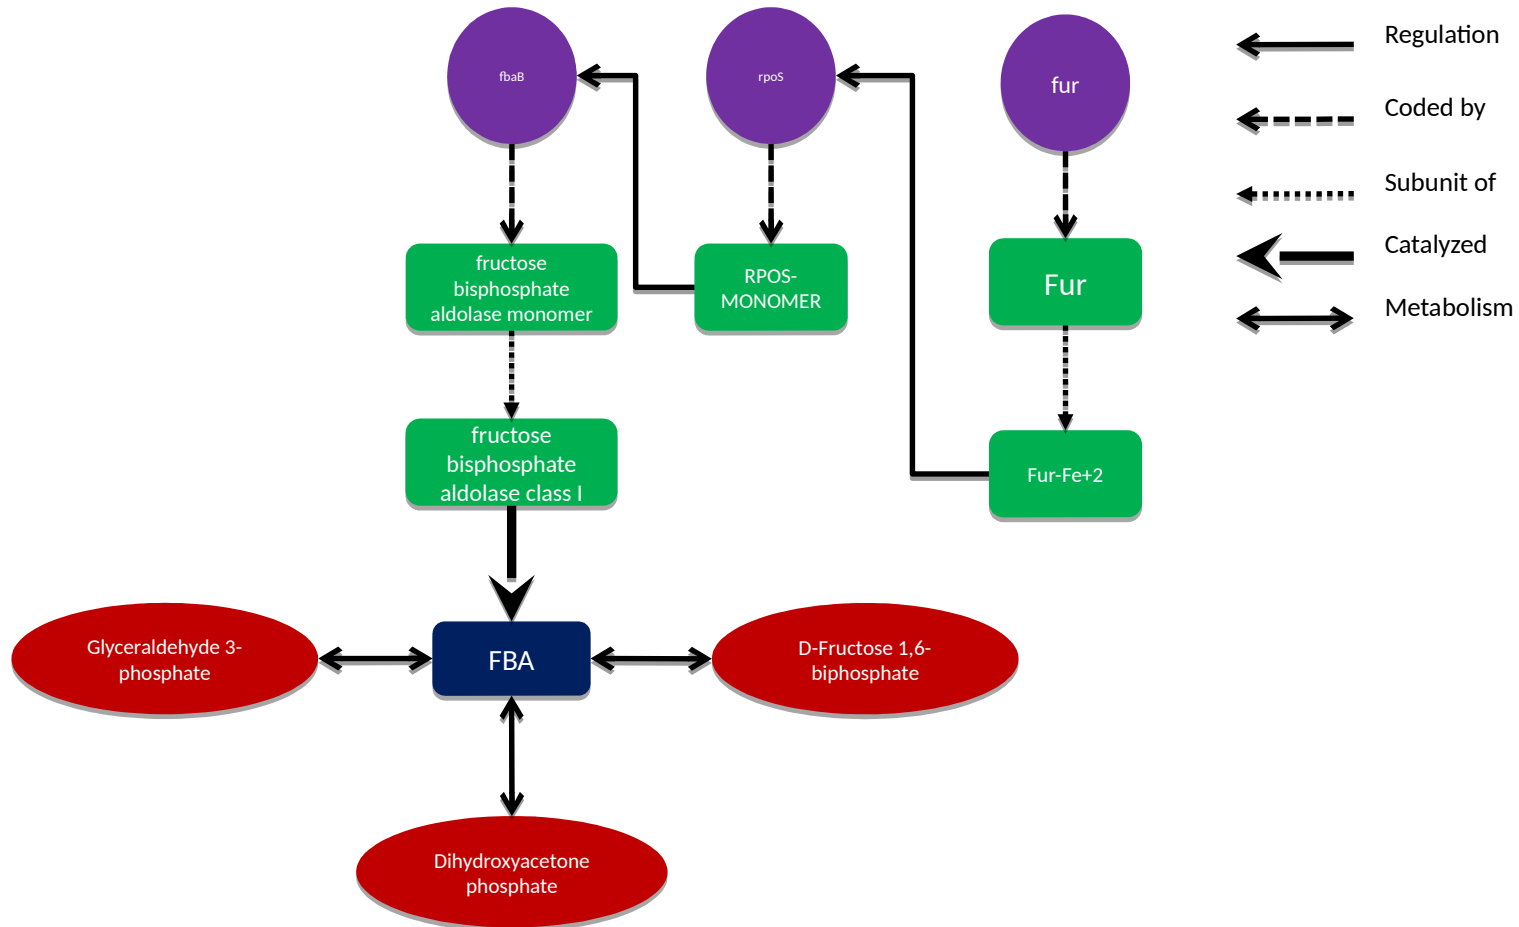 fbaB
rpoS
fur
Regulation
Coded by
Subunit of
Catalyzed
Metabolism
fructose
bisphosphate
aldolase monomer
RPOS-
MONOMER
Fur
fructose
bisphosphate
aldolase class I
Fur-Fe+2
Glyceraldehyde 3-
phosphate
FBA
D-Fructose 1,6-
biphosphate
Dihydroxyacetone
phosphate